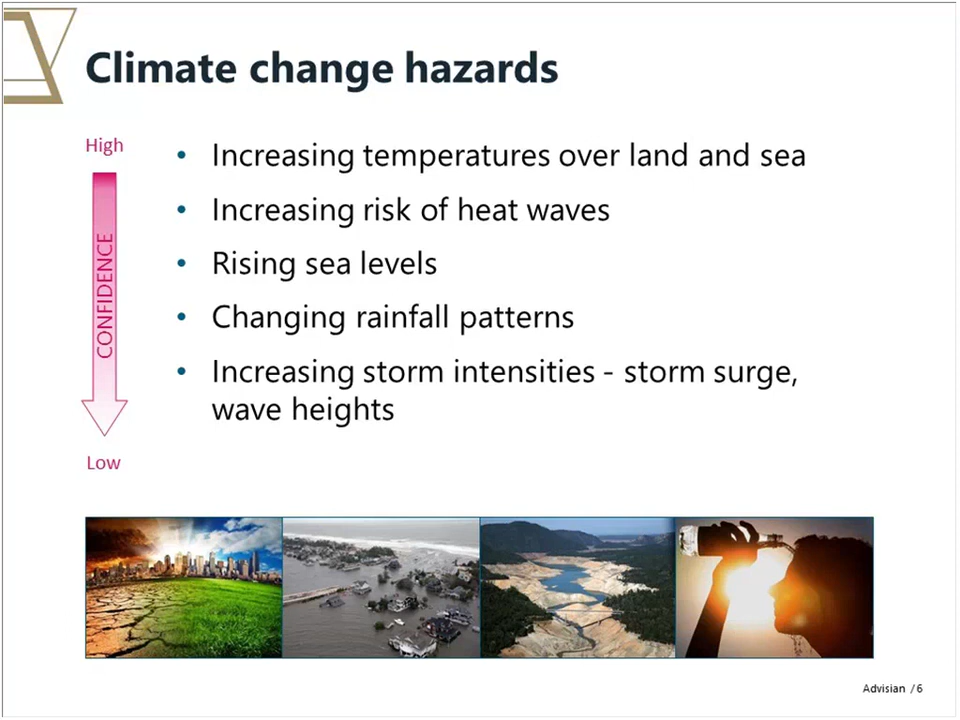 Climate change hazards
High
CONFIDENCE
Low
• Increasing temperatures over land and sea
• Increasing risk of heat waves
• Rising sea levels
• Changing rainfall patterns
• Increasing storm intensities - storm surge,
wave heights
Advisian / 6